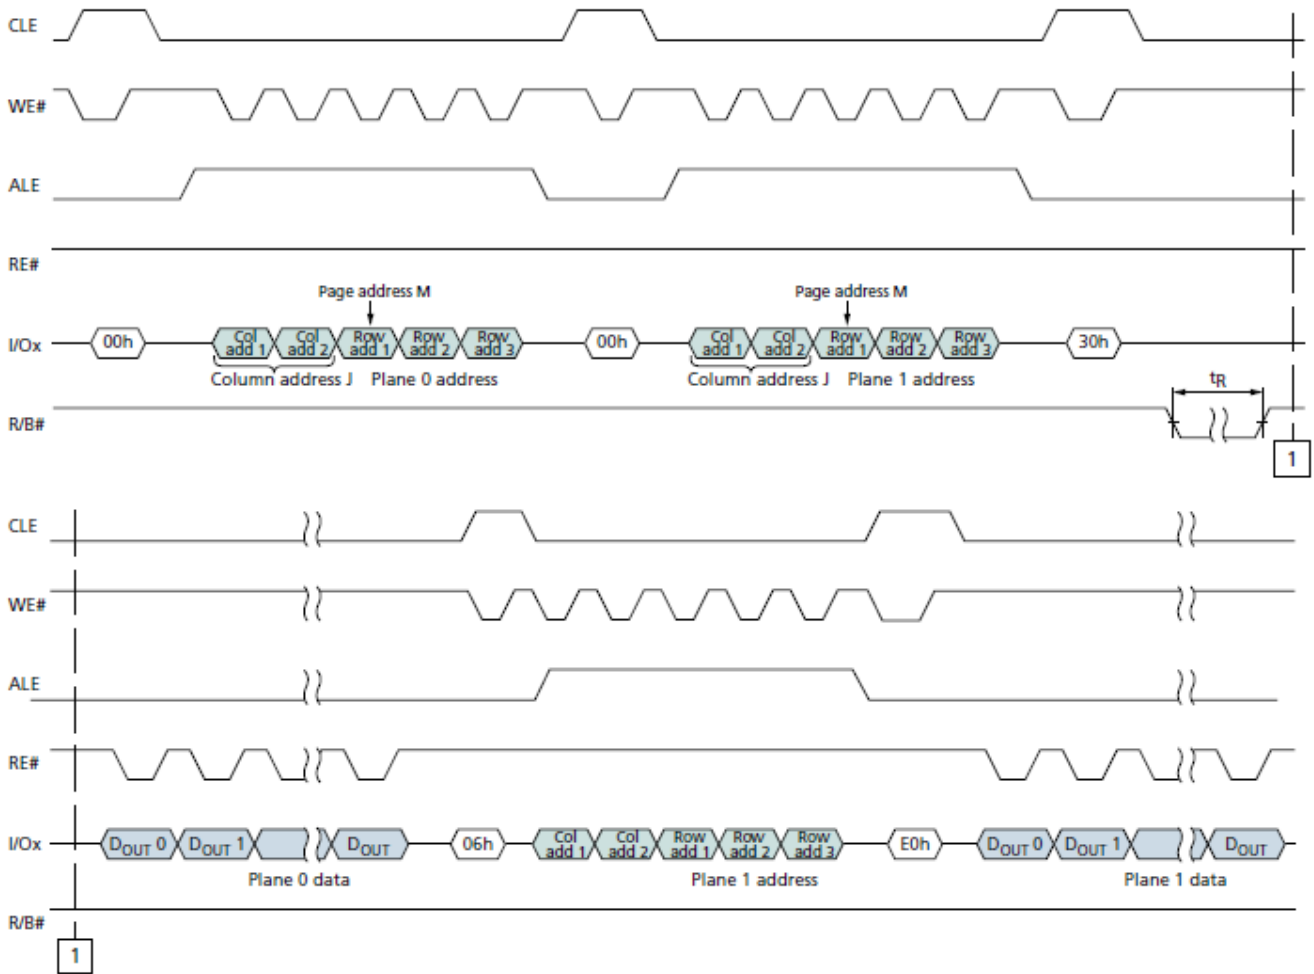 CLE
WE#
ALE
RE#
Page address M Page address M
I/Ox 00h Col add 1 Col add 2 Row add 1 Row add 2 Row add 3 00h Col add 1 Col add 2 Row add 1 Row add 2 Row add 3 30h
Column address J Plane 0 address Column address J Plane 1 address
tR
R/B#
1
CLE
WE#
ALE
RE#
I/Ox DOUT 0 DOUT 1 DOUT 06h Col add 1 Col add 2 Row add 1 Row add 2 Row add 3 E0h DOUT 0 DOUT 1 DOUT
Plane 0 data Plane 1 address Plane 1 data
R/B#
1